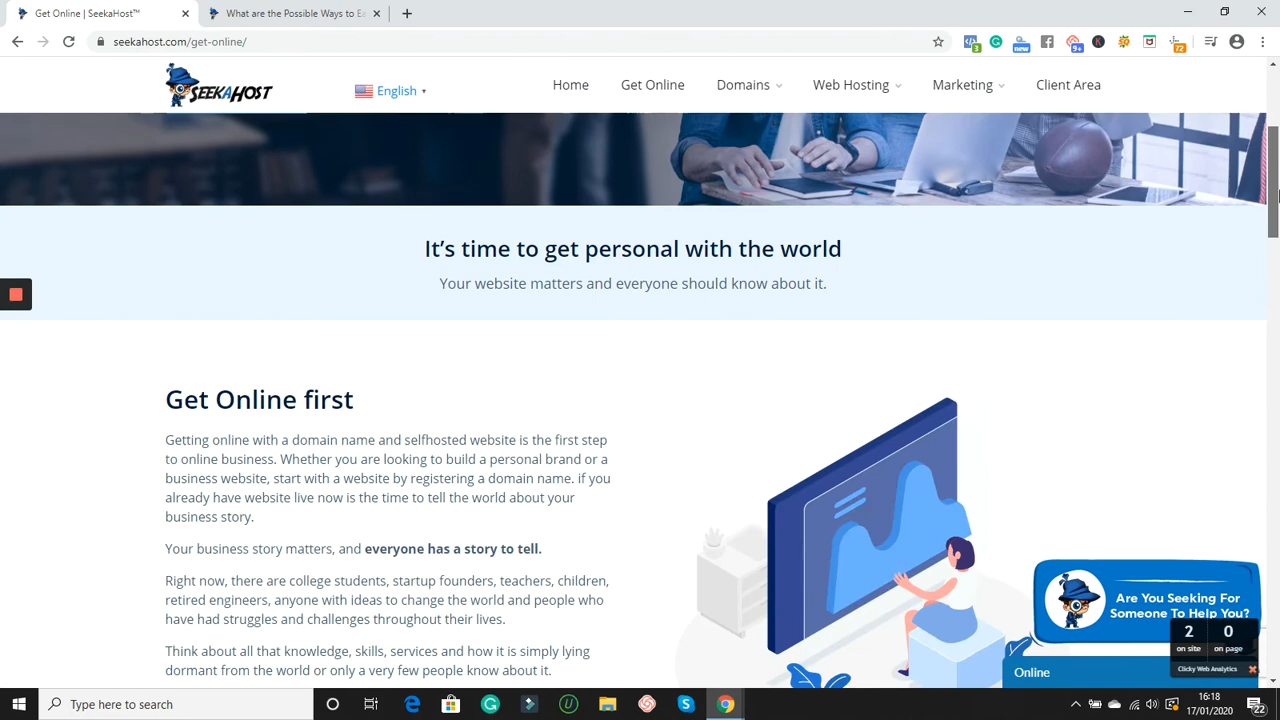 Get Online | SeekaHost™
What are the Possible Ways to Ea
seekahost.com/get-online/
3
new
9+
72
SEEKAHOST
English
Home
Get Online
Domains
Web Hosting
Marketing
Client Area
It's time to get personal with the world
Your website matters and everyone should know about it.
Get Online first
Getting online with a domain name and selfhosted website is the first step
to online business. Whether you are looking to build a personal brand or a
business website, start with a website by registering a domain name. if you
already have website live now is the time to tell the world about your
business story.
Your business story matters, and everyone has a story to tell.
Right now, there are college students, startup founders, teachers, children,
retired engineers, anyone with ideas to change the world and people who
have had struggles and challenges throughout their lives.
Think about all that knowledge, skills, services and how it is simply lying
dormant from the world or only a very few people know about it.
Are You Seeking For
Someone To Help You?
2 0
on site on page
Clicky Web Analytics
Online
Type here to search
16:18
17/01/2020
22